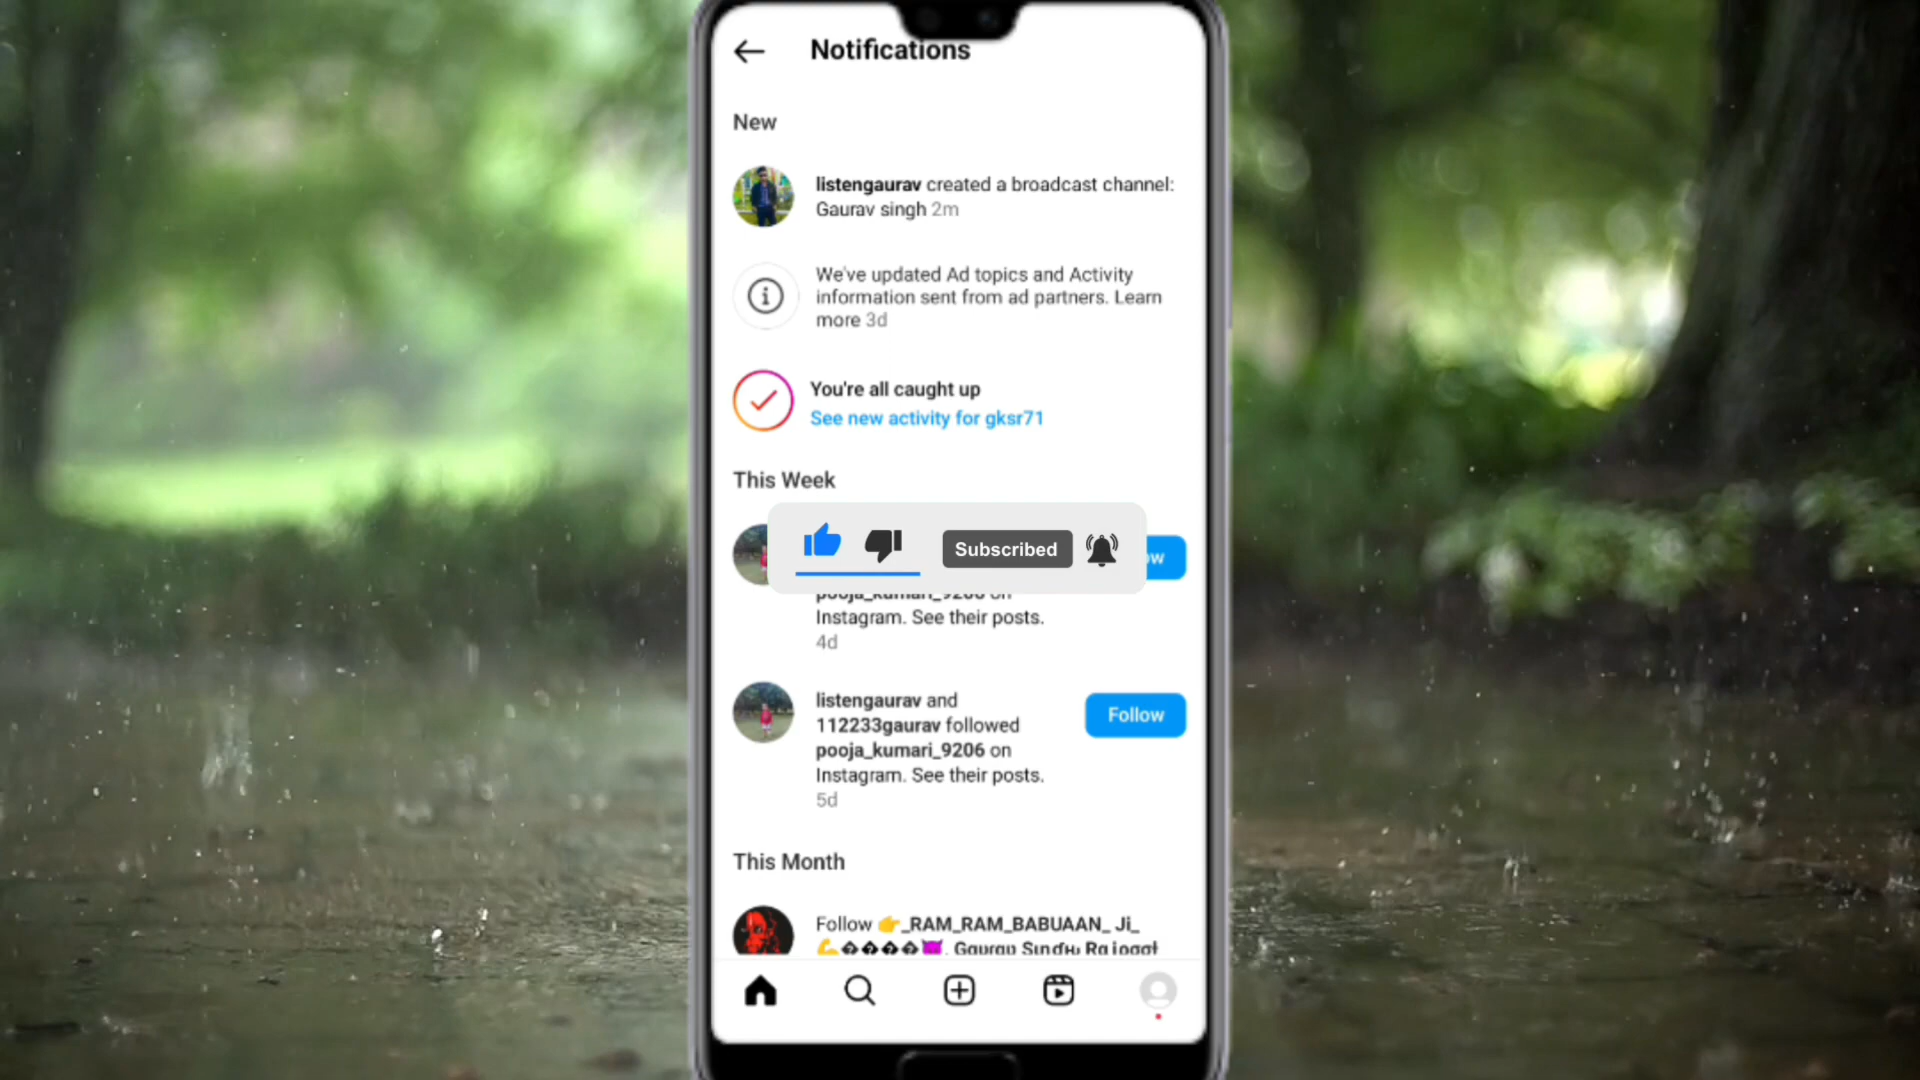 Notifications
New
listengaurav created a broadcast channel:
Gaurav singh 2m
We've updated Ad topics and Activity
information sent from ad partners. Learn
more 3d
You're all caught up
See new activity for gksr71
This Week
Subscribed
pooja_kumari_9206 on
Instagram. See their posts.
4d
listengaurav and
112233gaurav followed
pooja_kumari_9206 on
Instagram. See their posts.
5d
Follow
This Month
Follow 👉_RAM_RAM_BABUAAN_ Ji_
💪����😈. Gaurav